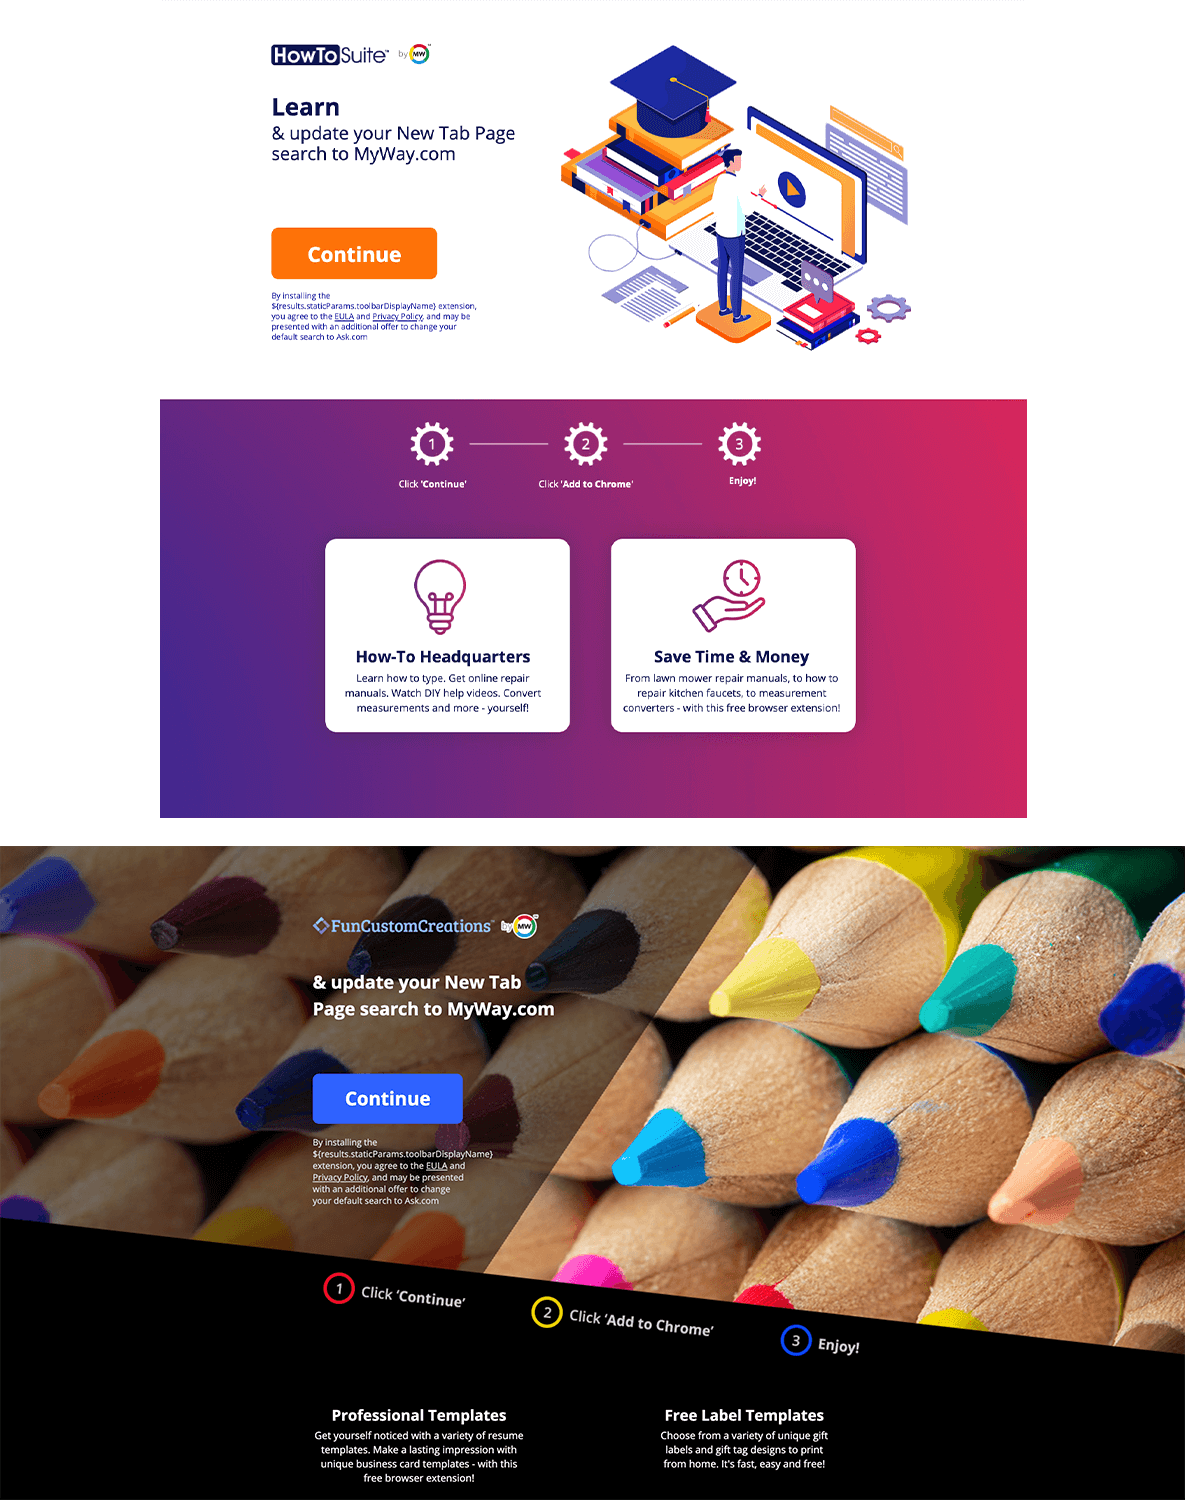 HowToSuite™ by MW™
Learn
& update your New Tab Page
search to MyWay.com
Continue
By installing the
${results.staticParams.toolbarDisplayName} extension,
you agree to the EULA and Privacy Policy, and may be
presented with an additional offer to change your
default search to Ask.com
1 2 3
Click 'Continue' Click 'Add to Chrome' Enjoy!
How-To Headquarters
Learn how to type. Get online repair
manuals. Watch DIY help videos. Convert
measurements and more - yourself!
Save Time & Money
From lawn mower repair manuals, to how to
repair kitchen faucets, to measurement
converters - with this free browser extension!
FunCustomCreations™ by MW™
& update your New Tab
Page search to MyWay.com
Continue
By installing the
${results.staticParams.toolbarDisplayName}
extension, you agree to the EULA and
Privacy Policy, and may be presented
with an additional offer to change
your default search to Ask.com
1 Click ‘Continue’
2 Click ‘Add to Chrome’
3 Enjoy!
Professional Templates
Get yourself noticed with a variety of resume
templates. Make a lasting impression with
unique business card templates - with this
free browser extension!
Free Label Templates
Choose from a variety of unique gift
labels and gift tag designs to print
from home. It's fast, easy and free!